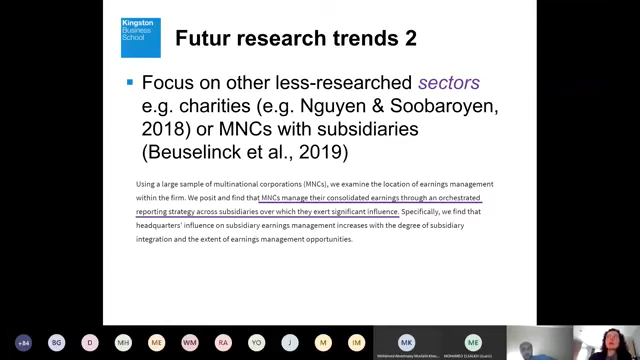 Kingston
Business
School
Futur research trends 2
Focus on other less-researched sectors
e.g. charities (e.g. Nguyen & Soobaroyen,
2018) or MNCs with subsidiaries
(Beuselinck et al., 2019)
Using a large sample of multinational corporations (MNCs), we examine the location of earnings management
within the firm. We posit and find that MNCs manage their consolidated earnings through an orchestrated
reporting strategy across subsidiaries over which they exert significant influence. Specifically, we find that
headquarters' influence on subsidiary earnings management increases with the degree of subsidiary
integration and the extent of earnings management opportunities.
+84
BG
D
MH
ME
WM
RA
YO
J
M
IM
MK
ME